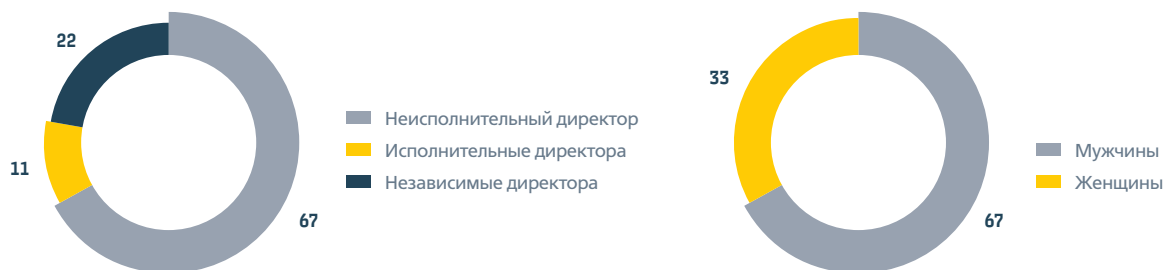 22
11
67
Неисполнительный директор
Исполнительные директора
Независимые директора
33
67
Мужчины
Женщины